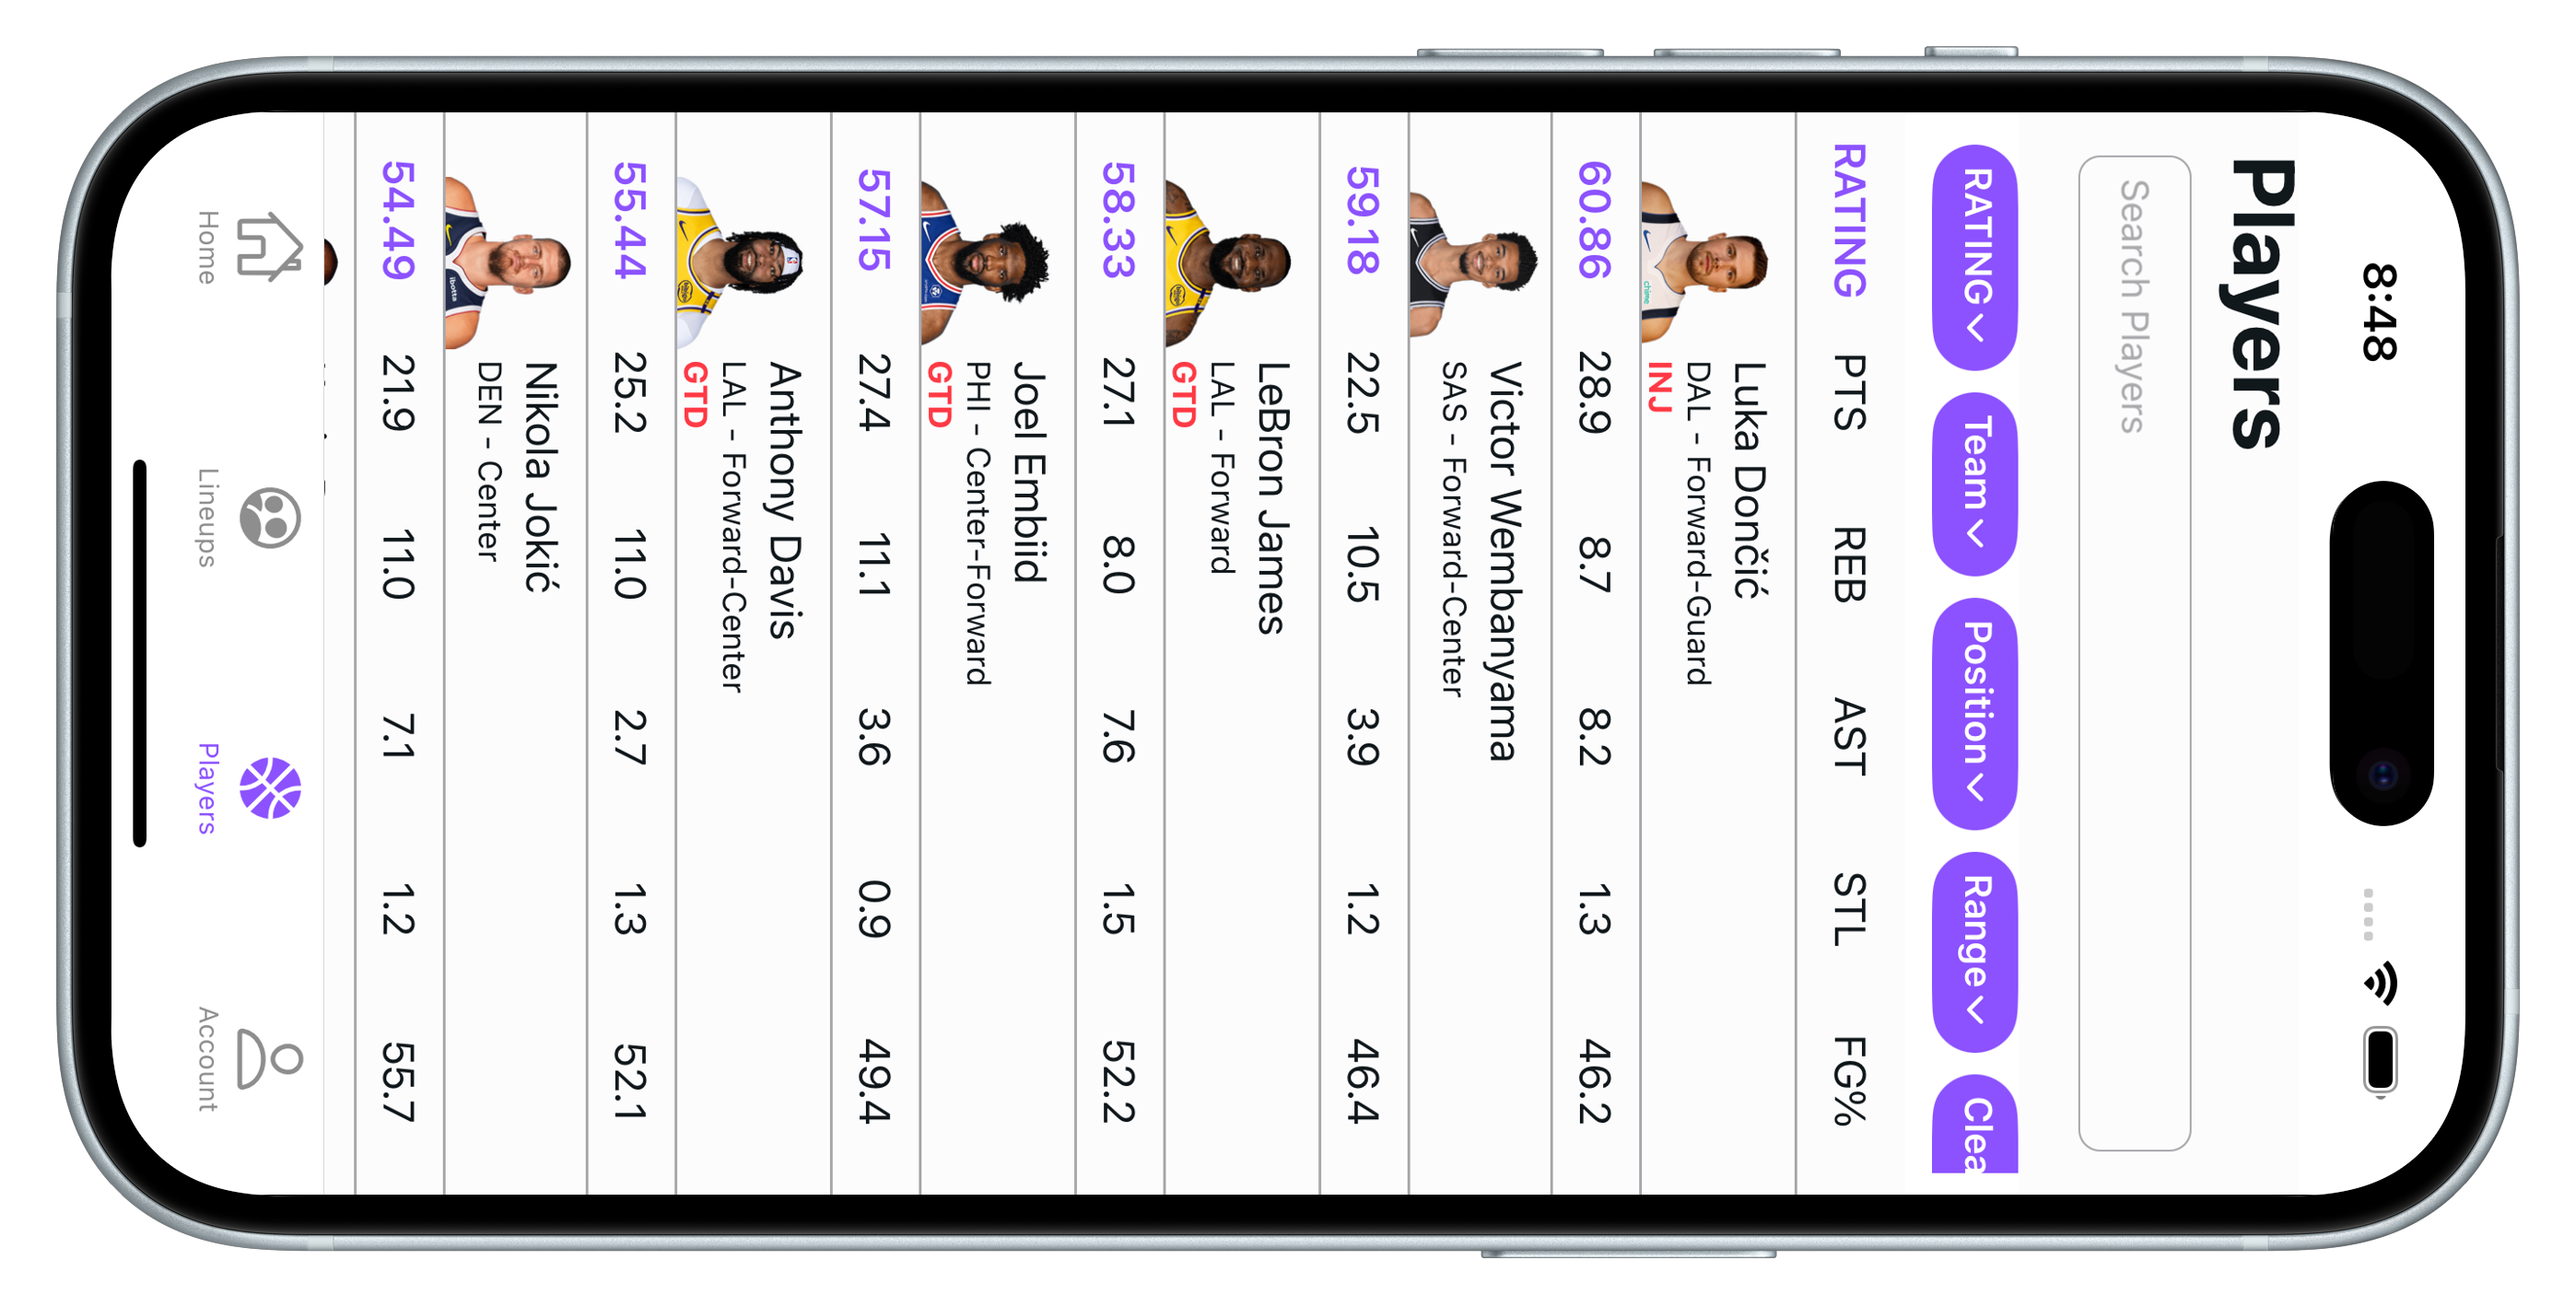 8:48
Players
Search Players
RATING Team Position Range Clea
RATING PTS REB AST STL FG%
Luka Dončić
DAL - Forward-Guard
INJ
60.86 28.9 8.7 8.2 1.3 46.2
Victor Wembanyama
SAS - Forward-Center
59.18 22.5 10.5 3.9 1.2 46.4
LeBron James
LAL - Forward
GTD
58.33 27.1 8.0 7.6 1.5 52.2
Joel Embiid
PHI - Center-Forward
GTD
57.15 27.4 11.1 3.6 0.9 49.4
Anthony Davis
LAL - Forward-Center
GTD
55.44 25.2 11.0 2.7 1.3 52.1
Nikola Jokić
DEN - Center
54.49 21.9 11.0 7.1 1.2 55.7
Home Lineups Players Account